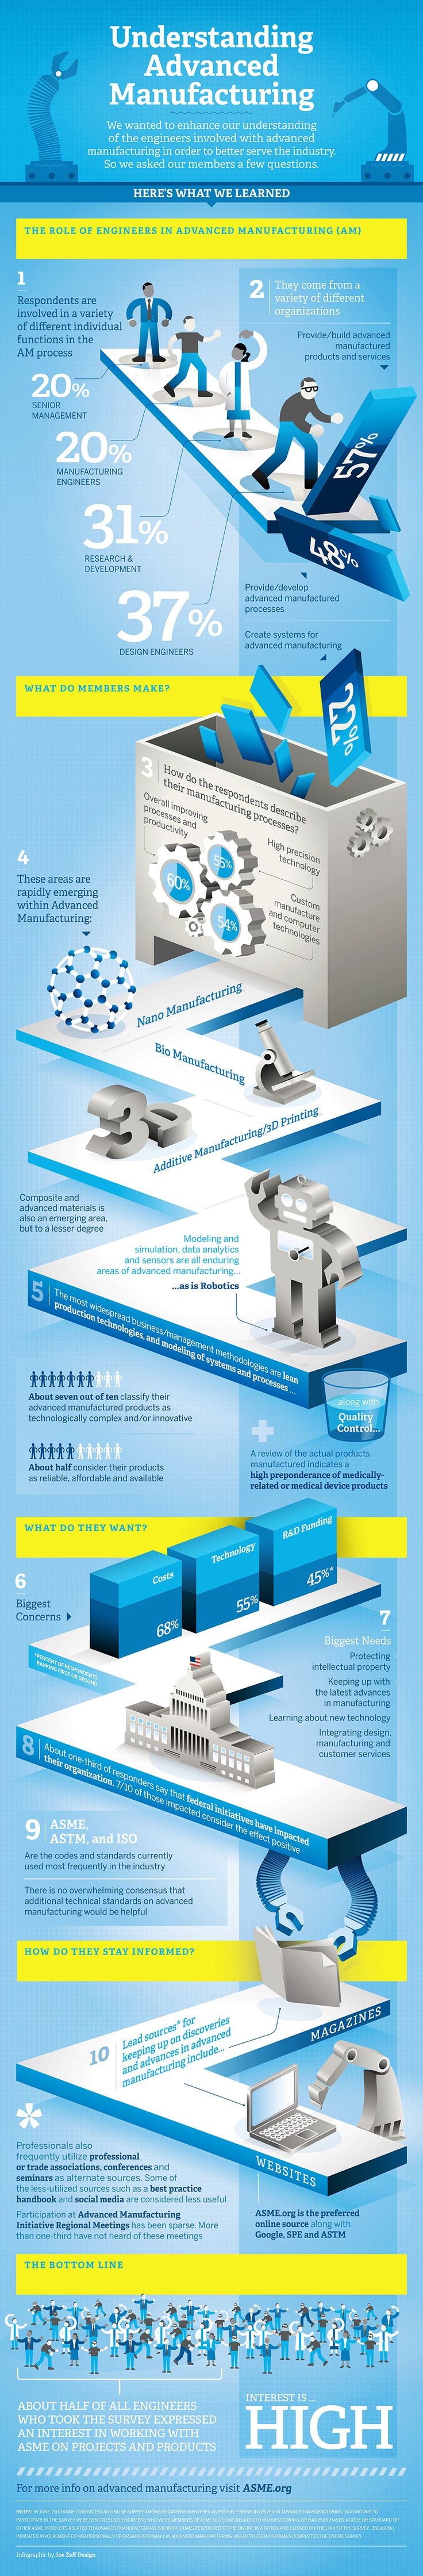 Understanding
Advanced
Manufacturing
We wanted to enhance our understanding
of the engineers involved with advanced
manufacturing in order to better serve the industry.
So we asked our members a few questions.
HERE'S WHAT WE LEARNED
THE ROLE OF ENGINEERS IN ADVANCED MANUFACTURING (AM)
1
Respondents are
involved in a variety
of different individual
functions in the
AM process
20%
SENIOR
MANAGEMENT
20%
MANUFACTURING
ENGINEERS
31%
RESEARCH &
DEVELOPMENT
37%
DESIGN ENGINEERS
2
They come from a
variety of different
organizations
Provide/build advanced
manufactured
products and services
57%
48%
Provide/develop
advanced manufactured
processes
Create systems for
advanced manufacturing
22%
WHAT DO MEMBERS MAKE?
3
How do the respondents describe
their manufacturing processes?
Overall improving
processes and
productivity
60%
High precision
technology
55%
Custom
manufacture
and computer
technologies
54%
4
These areas are
rapidly emerging
within Advanced
Manufacturing:
Nano Manufacturing
Bio Manufacturing
3D
Additive Manufacturing/3D Printing
Composite and
advanced materials is
also an emerging area,
but to a lesser degree
Modeling and
simulation, data analytics
and sensors are all enduring
areas of advanced manufacturing...
...as is Robotics
5
The most widespread business/management methodologies are lean
production technologies, and modeling of systems and processes ...
along with
Quality
Control...
About seven out of ten classify their
advanced manufactured products as
technologically complex and/or innovative
About half consider their products
as reliable, affordable and available
A review of the actual products
manufactured indicates a
high preponderance of medically-
related or medical device products
WHAT DO THEY WANT?
6
Biggest
Concerns
Costs
68%
Technology
55%
R&D Funding
45%*
*PERCENT OF RESPONDENTS
RANKING FIRST OR SECOND
7
Biggest Needs
Protecting
intellectual property
Keeping up with
the latest advances
in manufacturing
Learning about new technology
Integrating design,
manufacturing and
customer services
8
About one-third of responders say that federal initiatives have impacted
their organization. 7/10 of those impacted consider the effect positive
9
ASME,
ASTM, and ISO
Are the codes and standards currently
used most frequently in the industry
There is no overwhelming consensus that
additional technical standards on advanced
manufacturing would be helpful
HOW DO THEY STAY INFORMED?
10
Lead sources* for
keeping up on discoveries
and advances in advanced
manufacturing include...
MAGAZINES
WEBSITES
*
Professionals also
frequently utilize professional
or trade associations, conferences and
seminars as alternate sources. Some of
the less-utilized sources such as a best practice
handbook and social media are considered less useful
Participation at Advanced Manufacturing
Initiative Regional Meetings has been sparse. More
than one-third have not heard of these meetings
ASME.org is the preferred
online source along with
Google, SPE and ASTM
THE BOTTOM LINE
ABOUT HALF OF ALL ENGINEERS
WHO TOOK THE SURVEY EXPRESSED
AN INTEREST IN WORKING WITH
ASME ON PROJECTS AND PRODUCTS
INTEREST IS ...
HIGH
For more info on advanced manufacturing visit ASME.org
Infographic by Joe Zeff Design